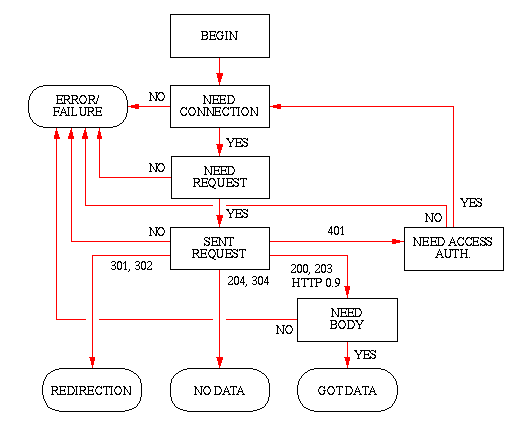 BEGIN
NO
ERROR/
FAILURE
NEED
CONNECTION
YES
NO
NEED
REQUEST
YES
YES
NO
NO
SENT
REQUEST
401
NEED ACCESS
AUTH.
301, 302
200, 203
HTTP 0.9
204, 304
NEED
BODY
NO
YES
REDIRECTION
NO DATA
GOT DATA